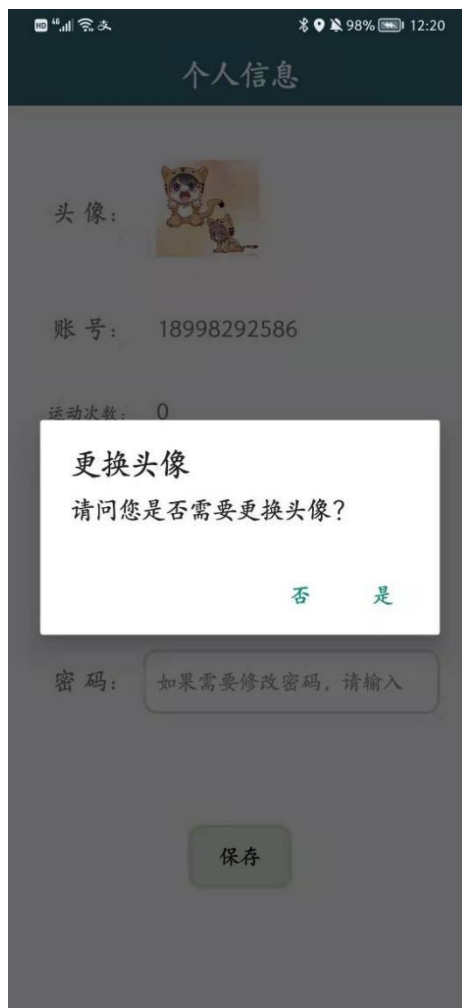 HD 4G 98% 12:20
个人信息
头像：
账号： 18998292586
运动次数： 0
更换头像
请问您是否需要更换头像？
否 是
密码： 如果需要修改密码，请输入
保存